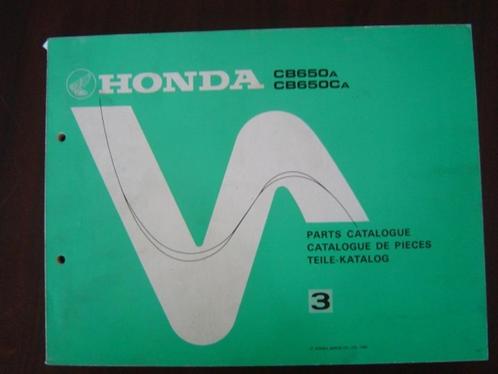 HONDA
CB650A
CB650CA
PARTS CATALOGUE
CATALOGUE DE PIECES
TEILE-KATALOG
3